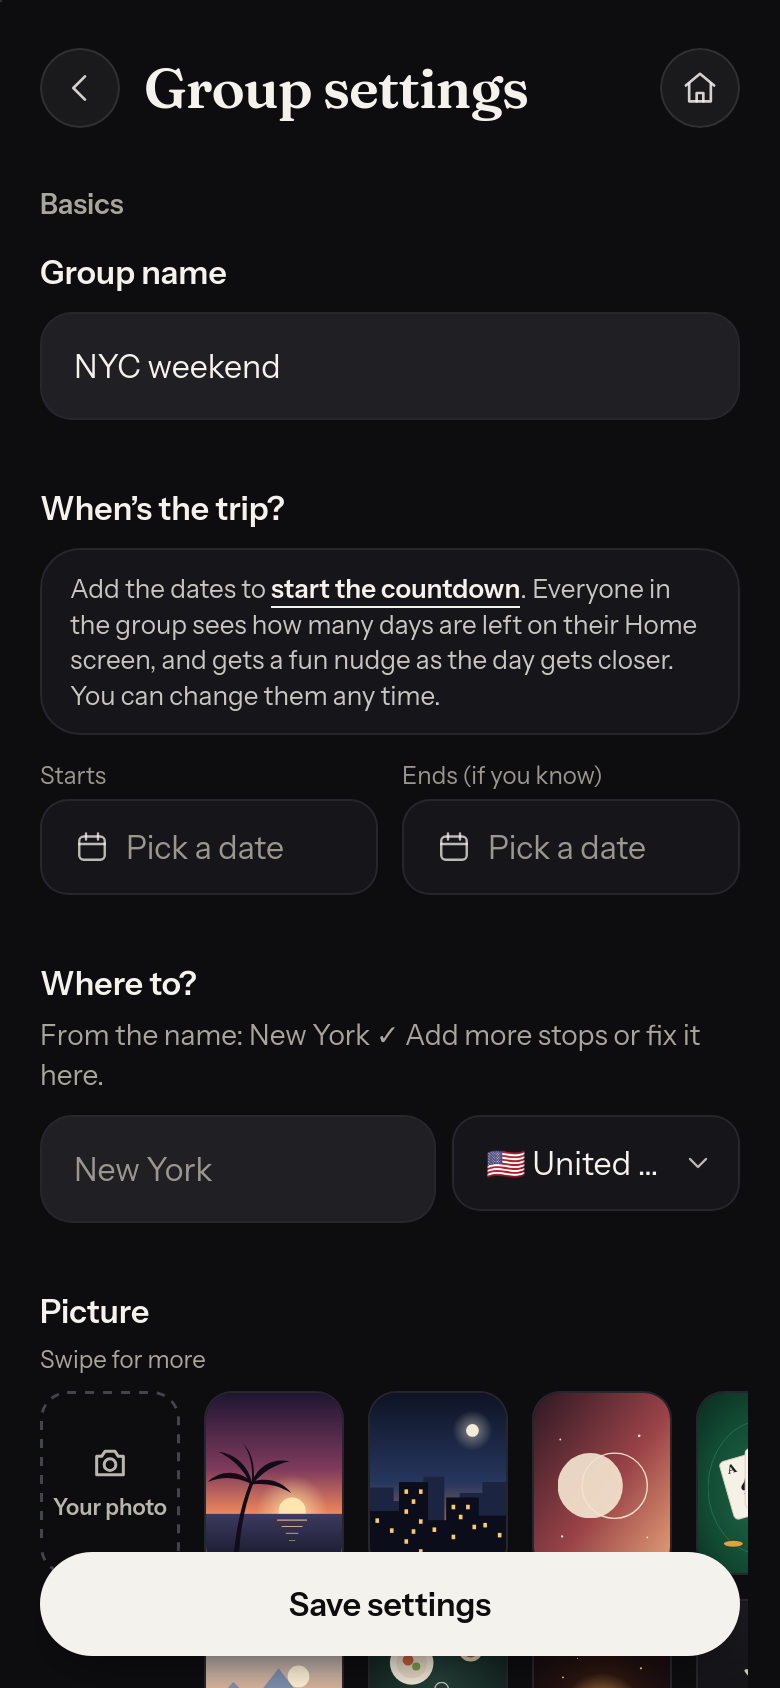 Group settings
Basics
Group name
NYC weekend
When’s the trip?
Add the dates to start the countdown. Everyone in
the group sees how many days are left on their Home
screen, and gets a fun nudge as the day gets closer.
You can change them any time.
Starts
Ends (if you know)
Pick a date
Pick a date
Where to?
From the name: New York ✓ Add more stops or fix it
here.
New York
🇺🇸 United ...
Picture
Swipe for more
Your photo
A
Save settings